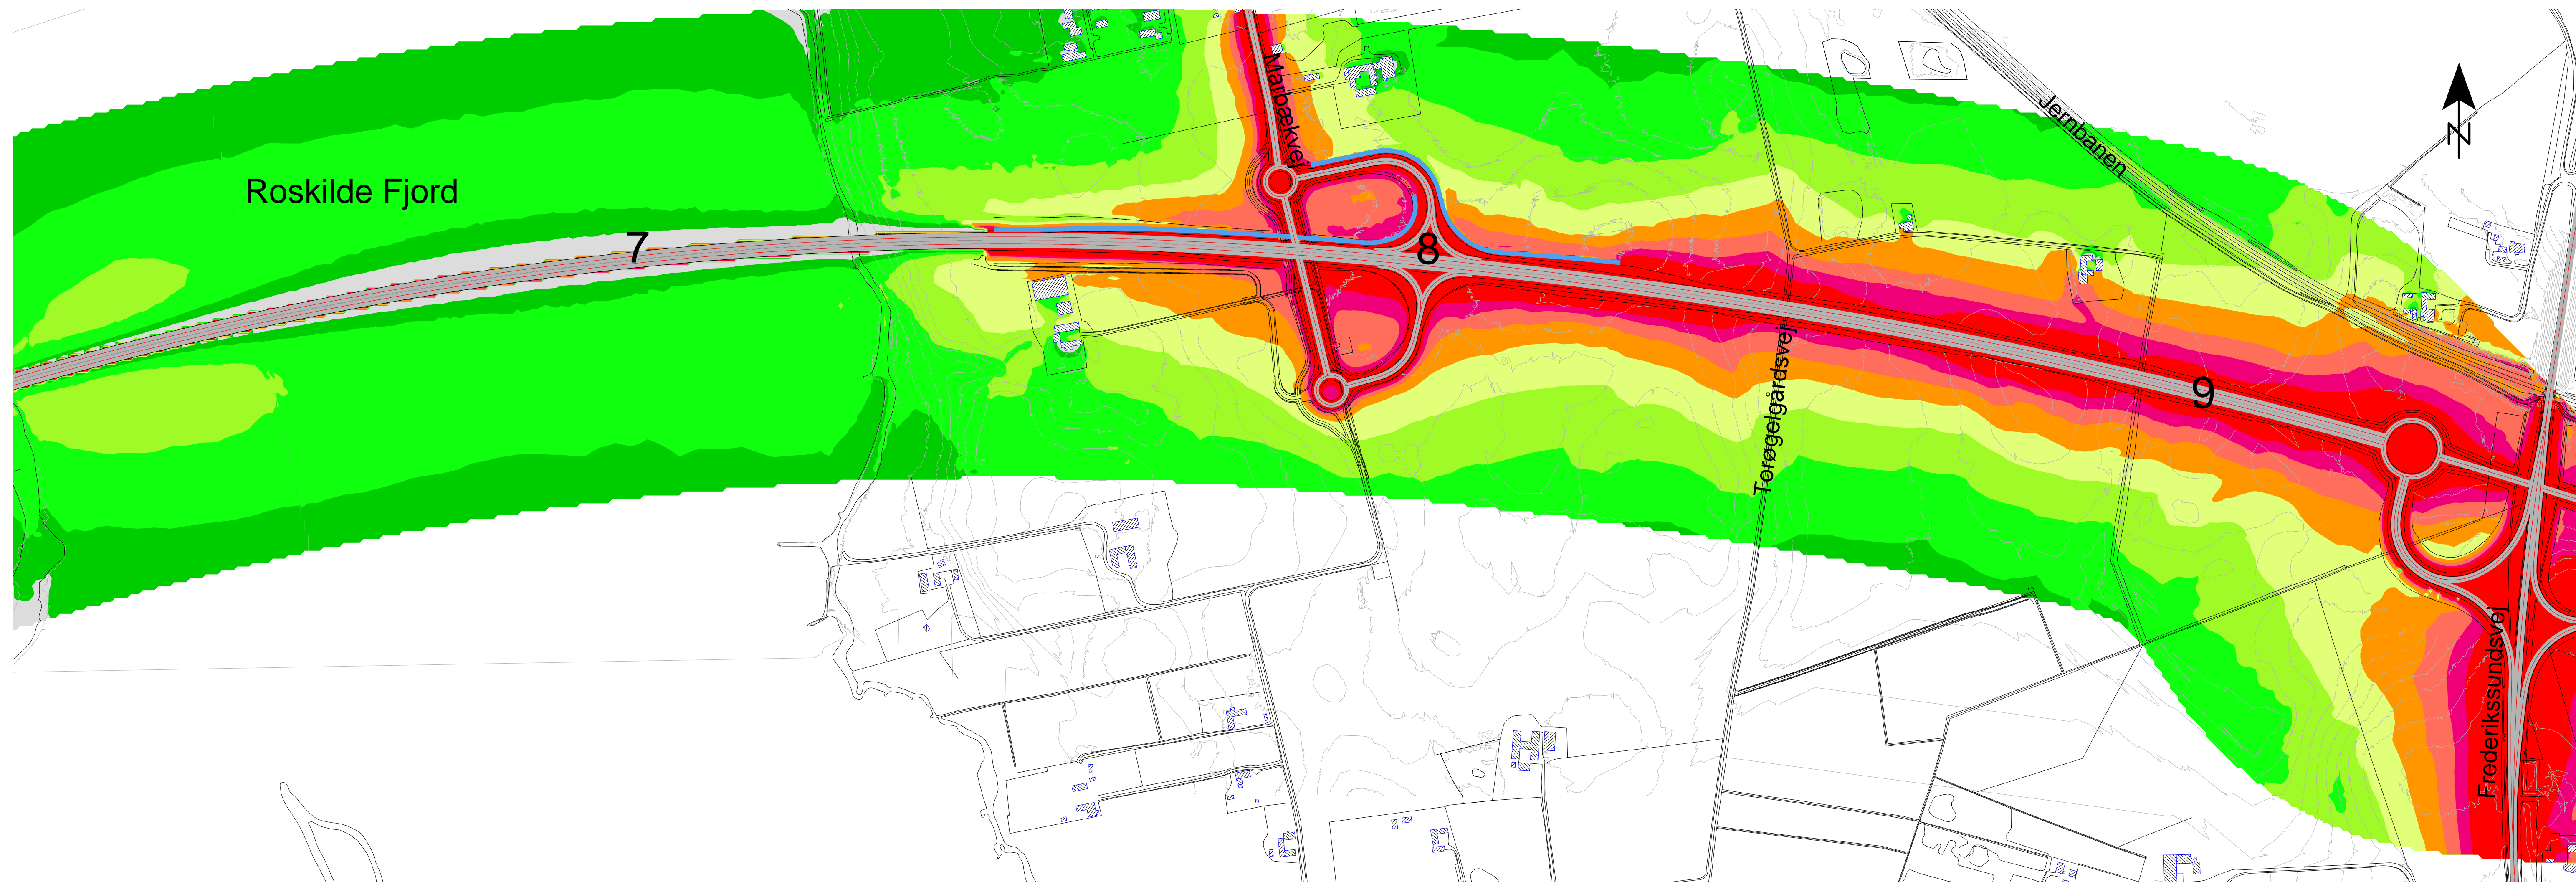 Marbækvej
Jernbanen
N
Roskilde Fjord
7
8
Torøgelgårdsvej
9
Frederikssundsvej